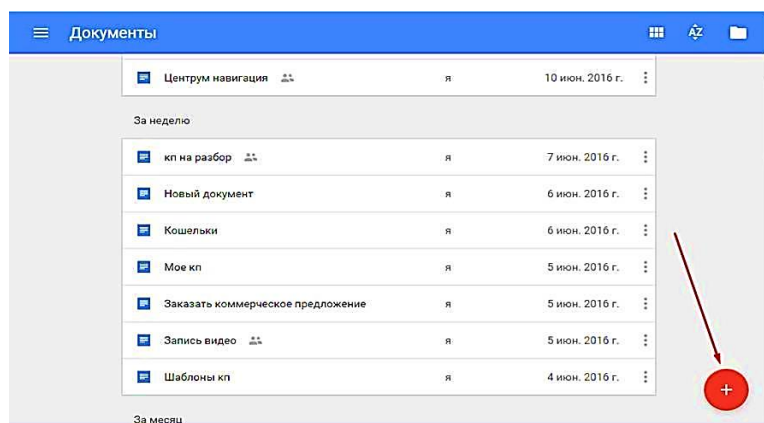 Документы
Центрум навигация я 10 июн. 2016 г.
За неделю
кп на разбор я 7 июн. 2016 г.
Новый документ я 6 июн. 2016 г.
Кошельки я 6 июн. 2016 г.
Мое кп я 5 июн. 2016 г.
Заказать коммерческое предложение я 5 июн. 2016 г.
Запись видео я 5 июн. 2016 г.
Шаблоны кп я 4 июн. 2016 г.
За месяц